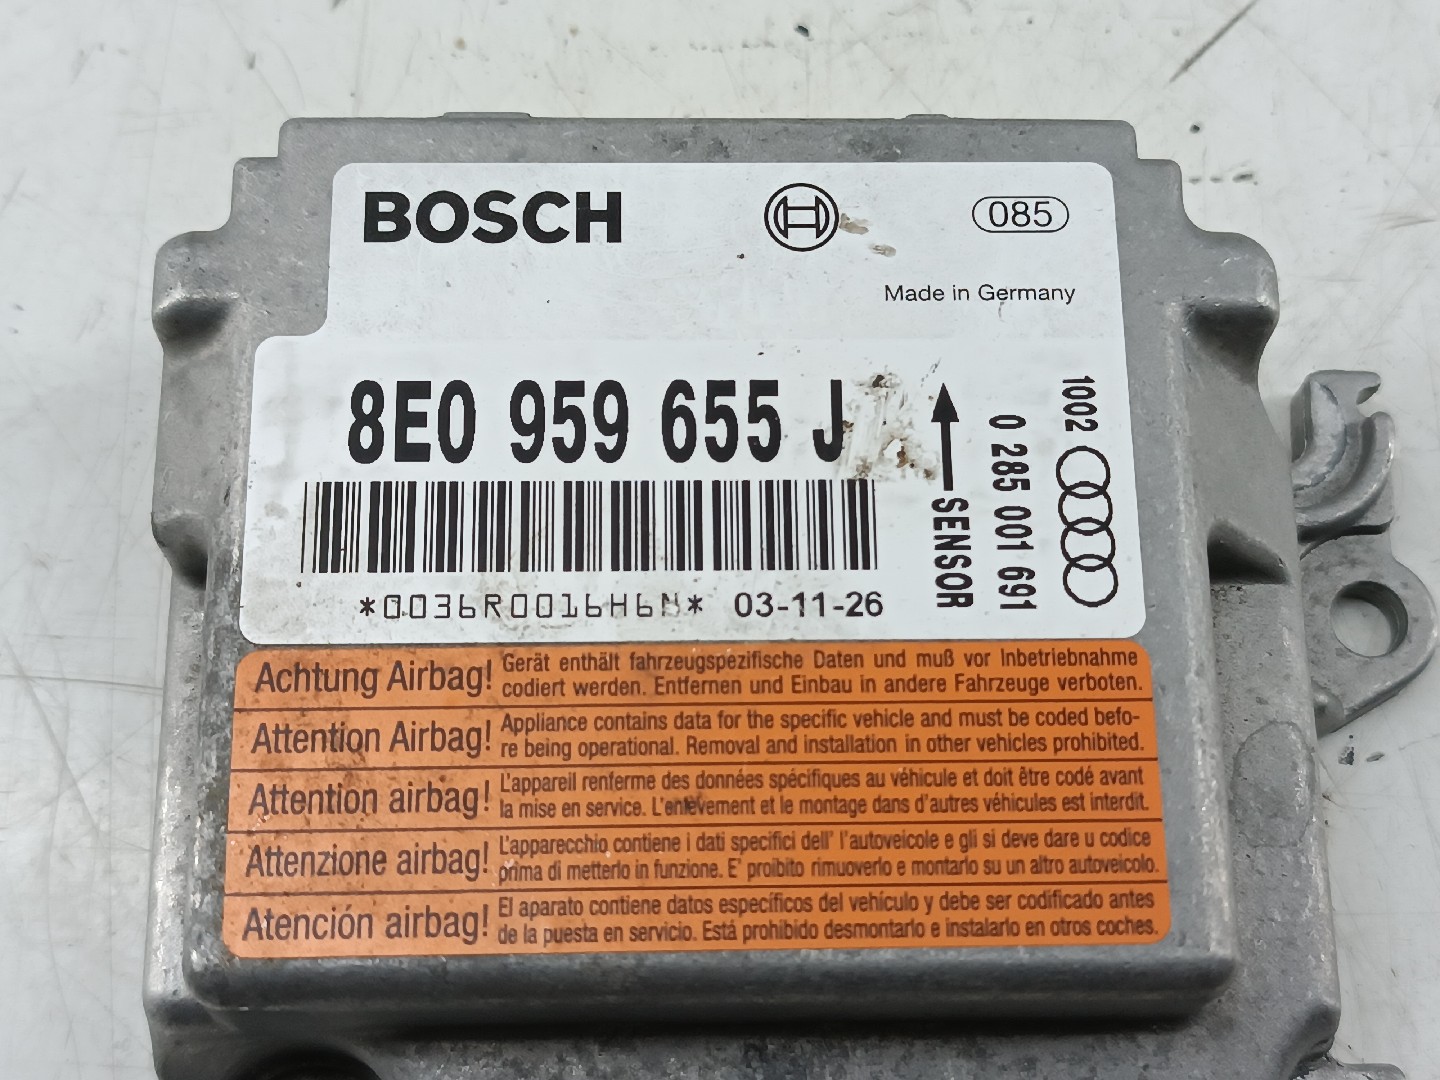 BOSCH
085
Made in Germany
8E0 959 655 J
SENSOR
0 285 001 691
1002
*0036R0016H6N* 03-11-26
Achtung Airbag! Gerät enthält fahrzeugspezifische Daten und muß vor Inbetriebnahme
codiert werden. Entfernen und Einbau in andere Fahrzeuge verboten.
Attention Airbag! Appliance contains data for the specific vehicle and must be coded befo-
re being operational. Removal and installation in other vehicles prohibited.
Attention airbag! L'appareil renferme des données spécifiques au véhicule et doit être codé avant
la mise en service. L'enlèvement et le montage dans d'autres véhicules est interdit.
Attenzione airbag! L'apparecchio contiene i dati specifici dell' l'autoveicole e gli si deve dare u codice
prima di metterlo in funzione. E' proibito rimuoverlo e montarlo su un altro autoveicolo.
Atención airbag! El aparato contiene datos específicos del vehículo y debe ser codificado antes
de la puesta en servicio. Está prohibido desmontarlo e instalarlo en otros coches.